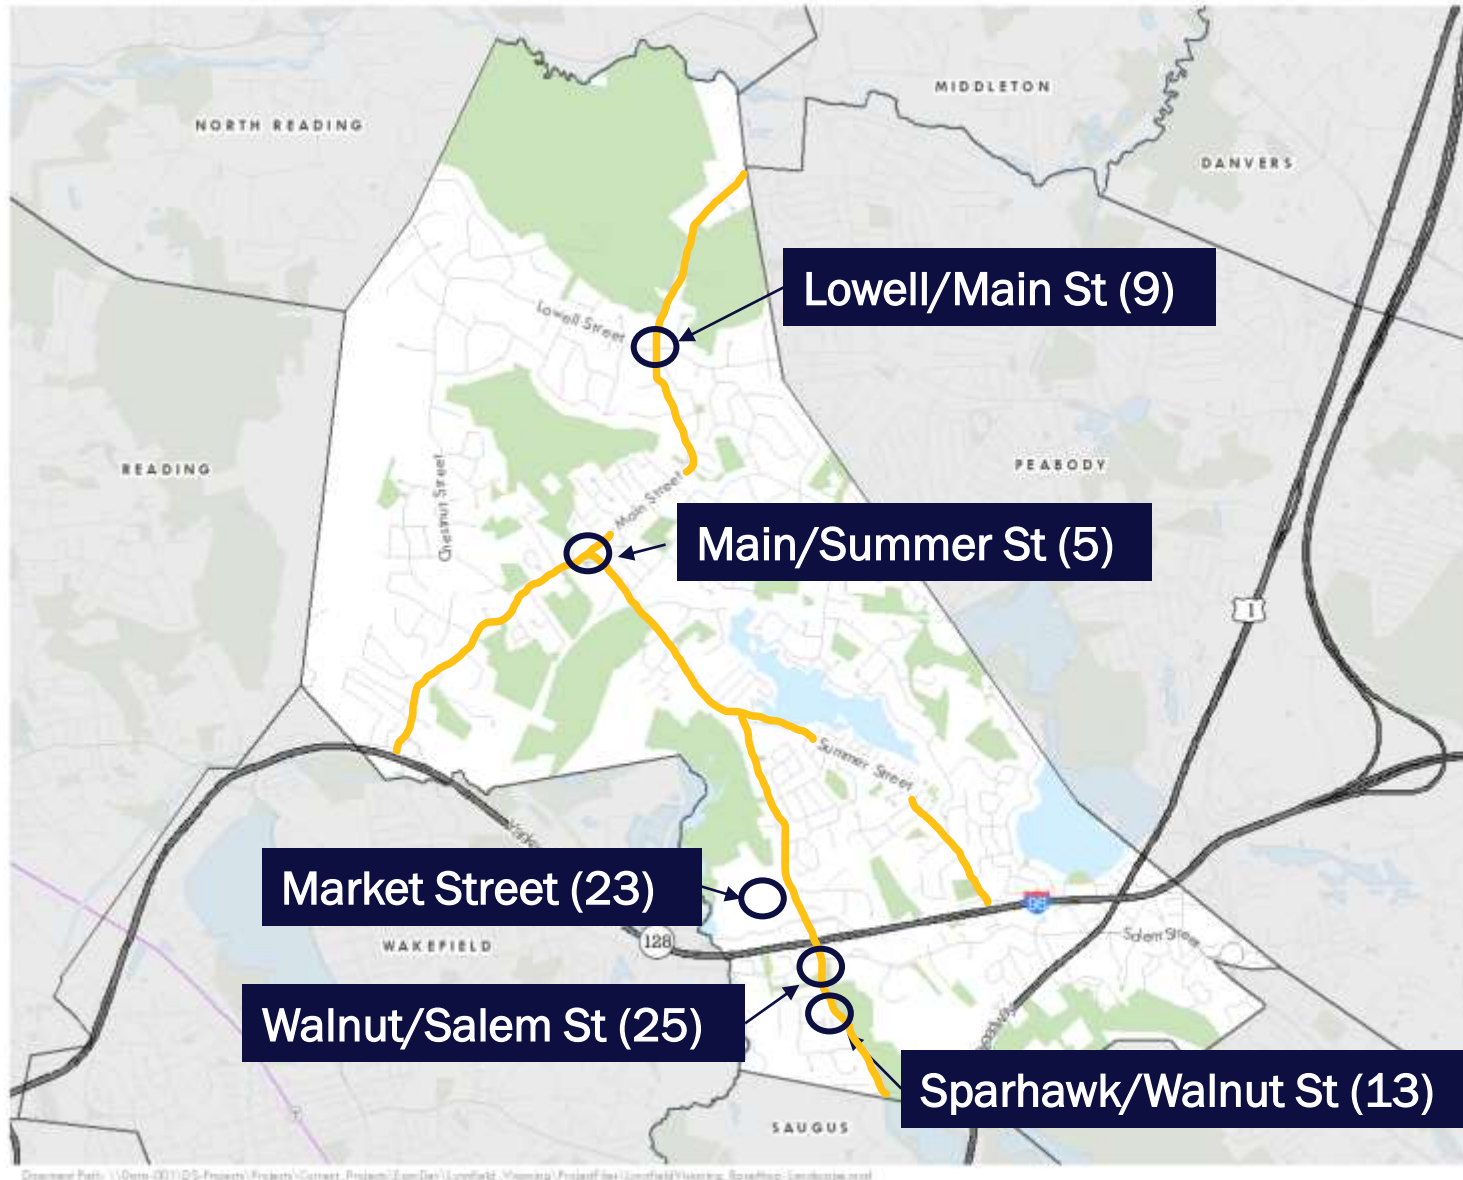 MIDDLETON
NORTH READING
DANVERS
Lowell/Main St (9)
Lowell Street
READING
PEABODY
Chestnut Street
Main Street
Main/Summer St (5)
1
Summer Street
Market Street (23)
95
128
WAKEFIELD
Salem Street
Walnut/Salem St (25)
Sparhawk/Walnut St (13)
SAUGUS